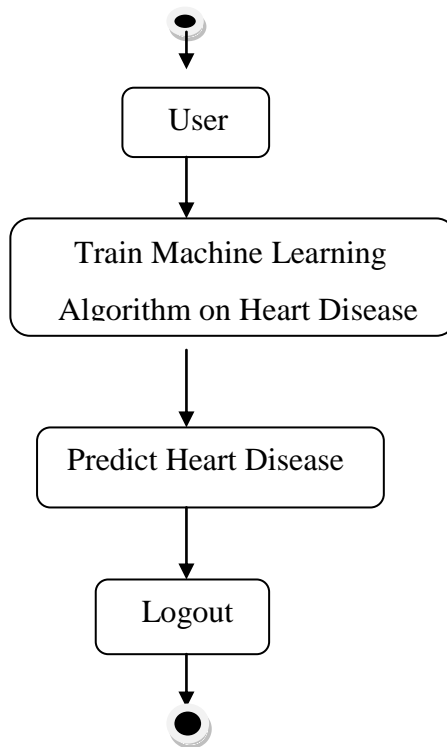 User
Train Machine Learning
Algorithm on Heart Disease
Predict Heart Disease
Logout